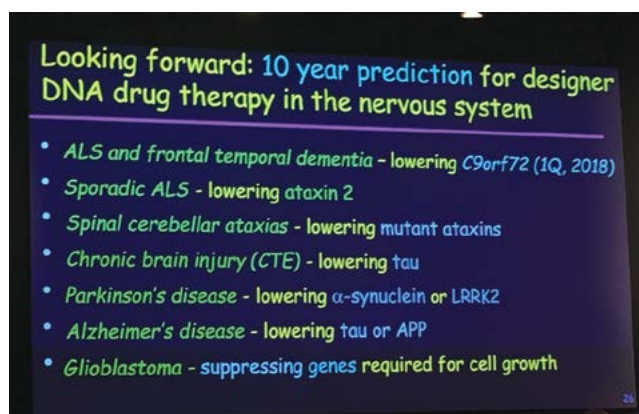 Looking forward: 10 year prediction for designer
DNA drug therapy in the nervous system
• ALS and frontal temporal dementia – lowering C9orf72 (1Q, 2018)
• Sporadic ALS - lowering ataxin 2
• Spinal cerebellar ataxias - lowering mutant ataxins
• Chronic brain injury (CTE) - lowering tau
• Parkinson's disease - lowering α-synuclein or LRRK2
• Alzheimer's disease - lowering tau or APP
• Glioblastoma - suppressing genes required for cell growth
26